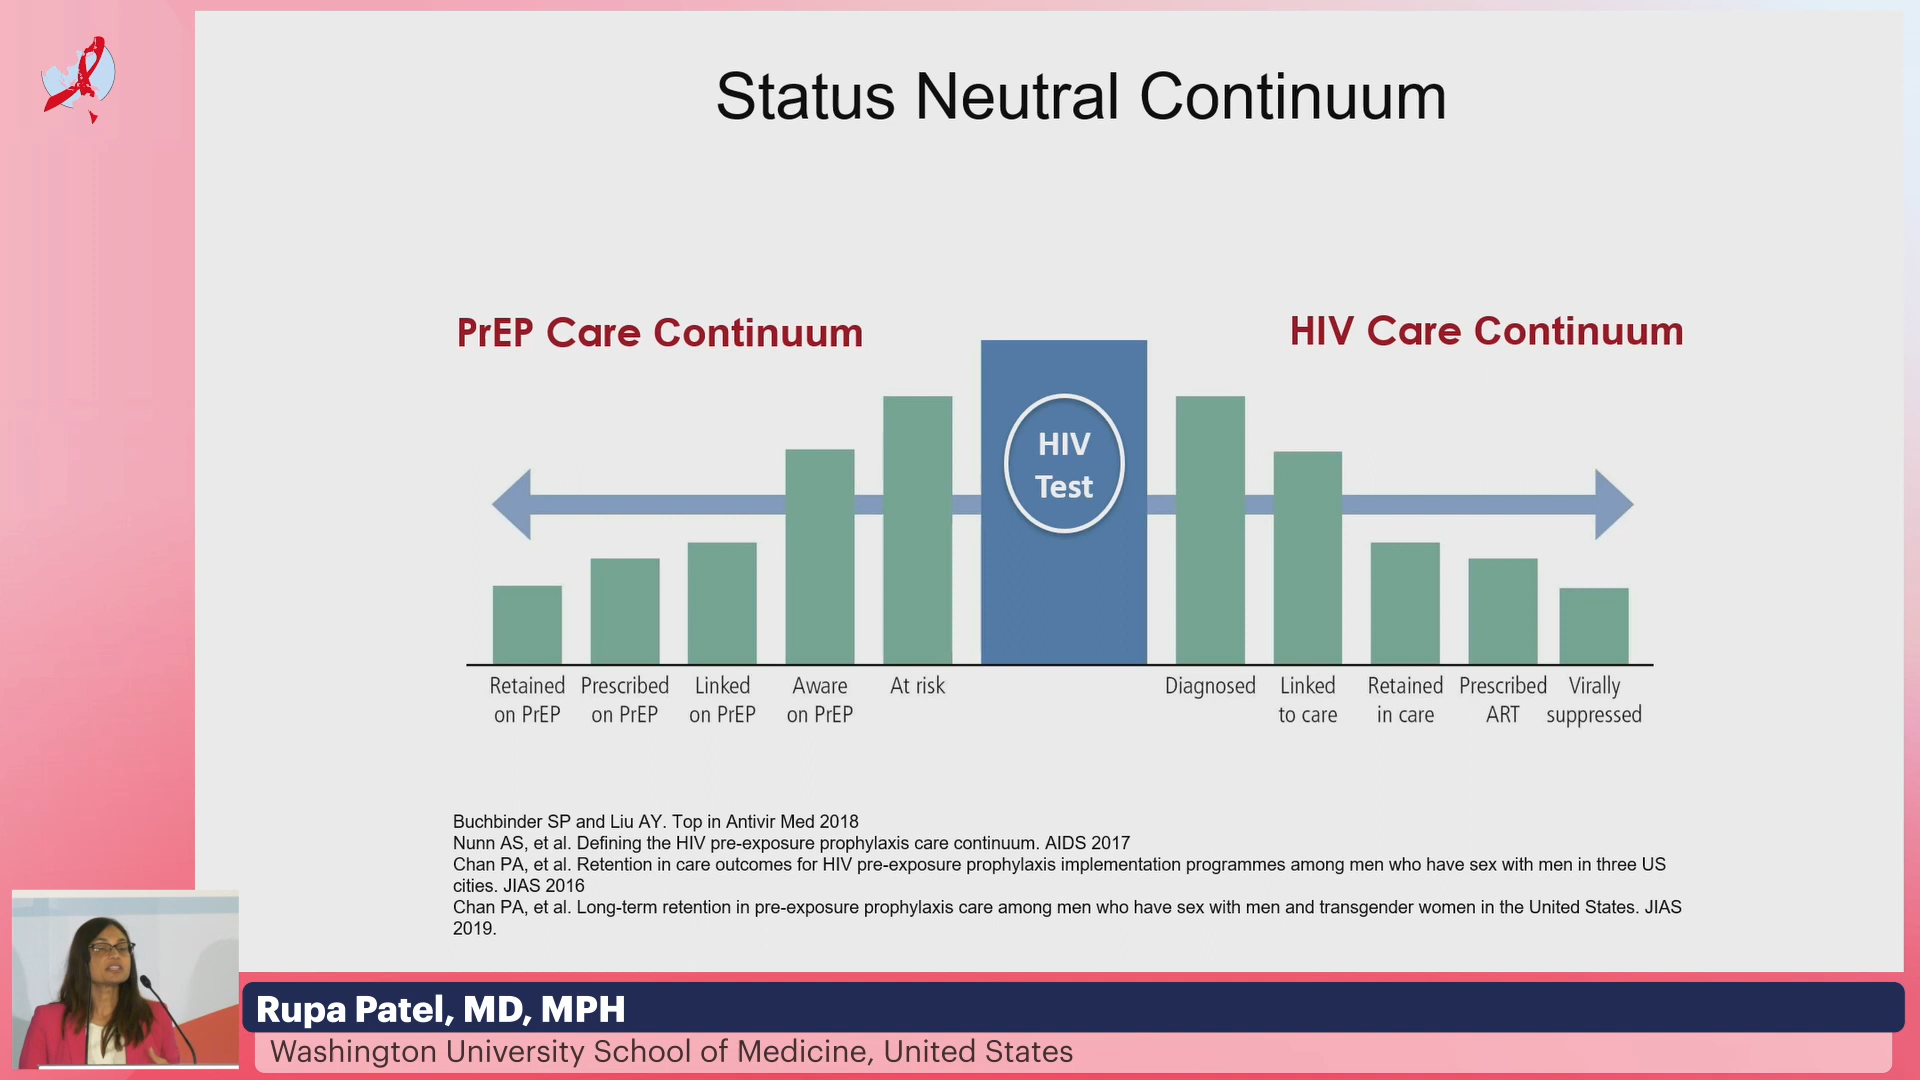 Status Neutral Continuum
PrEP Care Continuum
HIV Care Continuum
HIV
Test
Retained
on PrEP
Prescribed
on PrEP
Linked
on PrEP
Aware
on PrEP
At risk
Diagnosed
Linked
to care
Retained
in care
Prescribed
ART
Virally
suppressed
Buchbinder SP and Liu AY. Top in Antivir Med 2018
Nunn AS, et al. Defining the HIV pre-exposure prophylaxis care continuum. AIDS 2017
Chan PA, et al. Retention in care outcomes for HIV pre-exposure prophylaxis implementation programmes among men who have sex with men in three US
cities. JIAS 2016
Chan PA, et al. Long-term retention in pre-exposure prophylaxis care among men who have sex with men and transgender women in the United States. JIAS
2019.
Rupa Patel, MD, MPH
Washington University School of Medicine, United States